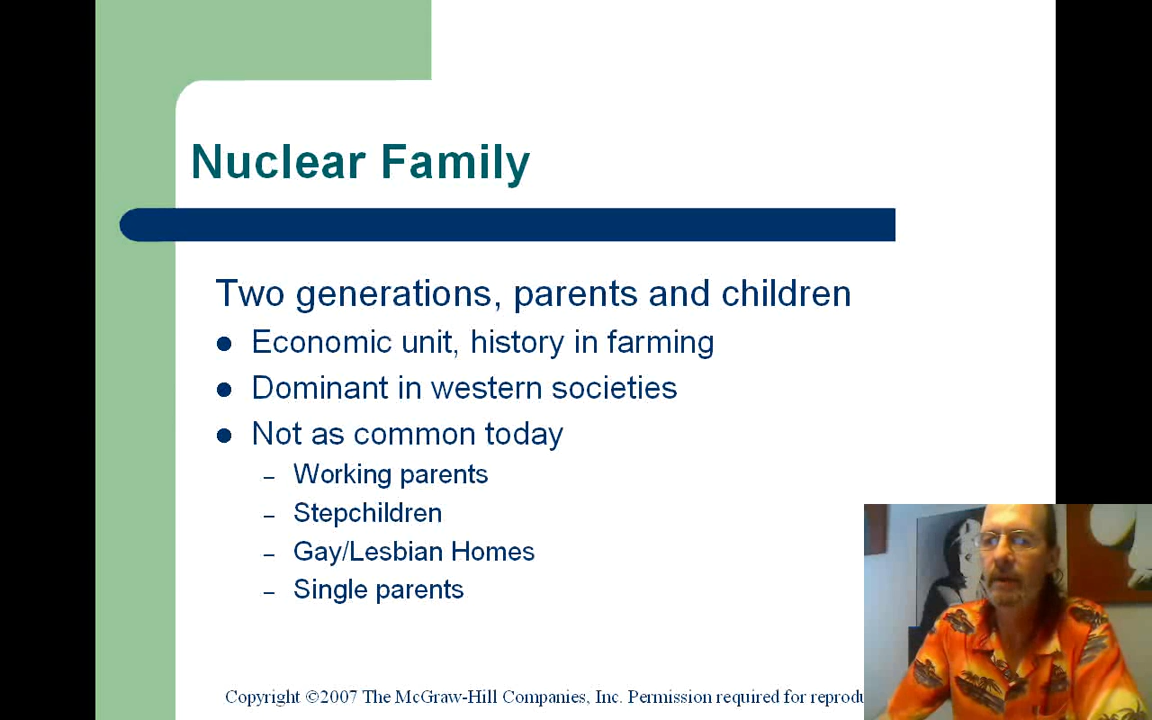 Nuclear Family
Two generations, parents and children
● Economic unit, history in farming
● Dominant in western societies
● Not as common today
– Working parents
– Stepchildren
– Gay/Lesbian Homes
– Single parents
Copyright ©2007 The McGraw-Hill Companies, Inc. Permission required for